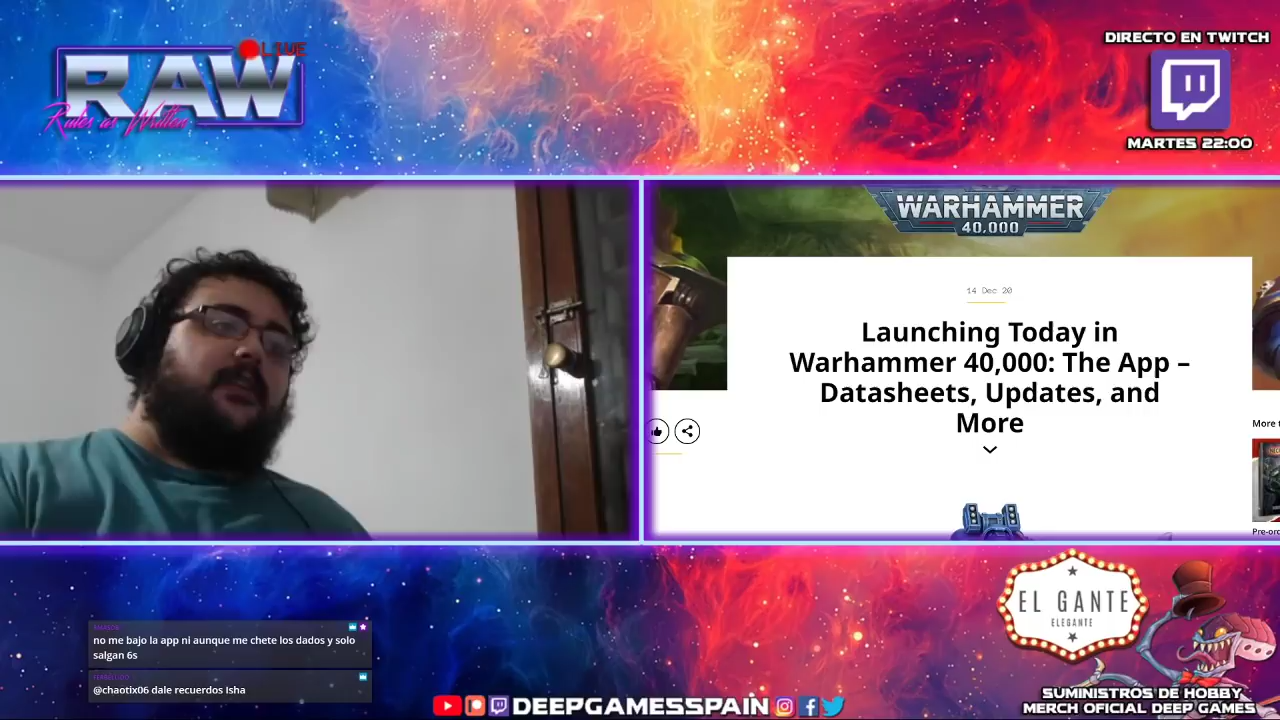 LIVE
RAW
Rules as Written
DIRECTO EN TWITCH
MARTES 22:00
WARHAMMER
40,000
14 Dec 20
Launching Today in
Warhammer 40,000: The App –
Datasheets, Updates, and
More
More
Pre-or
no me bajo la app ni aunque me chete los dados y solo
salgan 6s
@chaotix06 dale recuerdos Isha
EL GANTE
ELEGANTE
SUMINISTROS DE HOBBY
MERCH OFICIAL DEEP GAMES
DEEPGAMESSPAIN